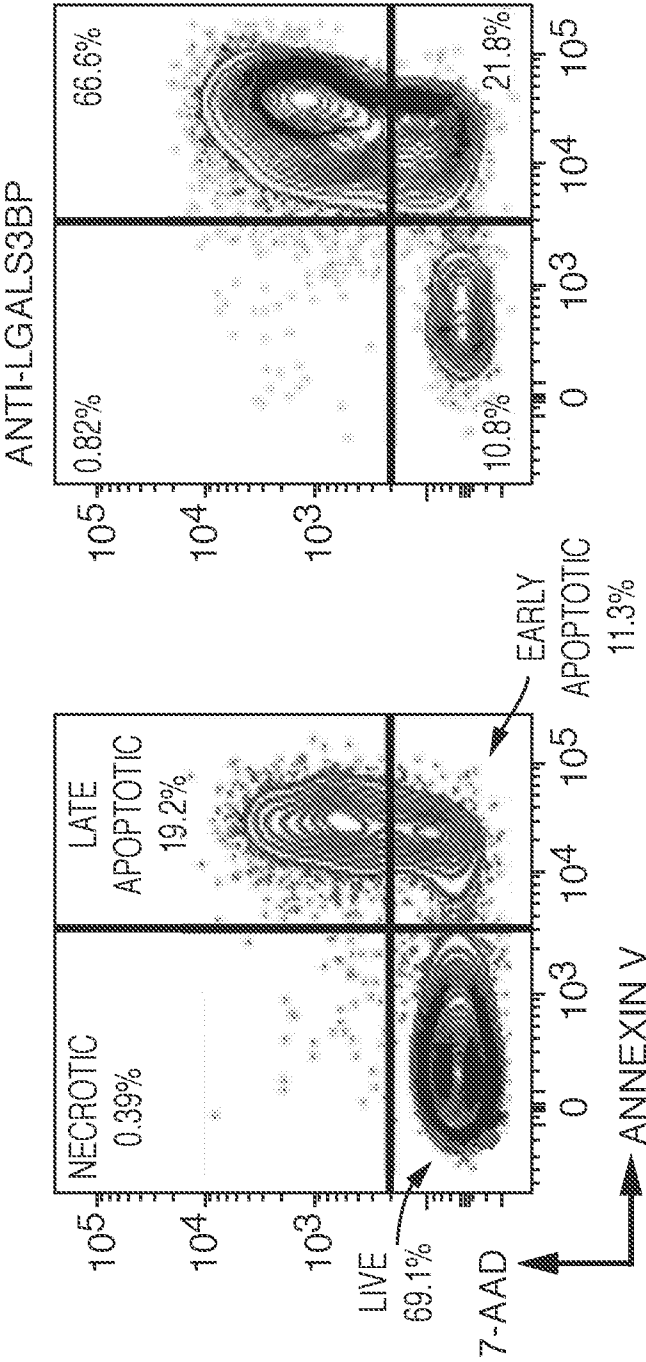 NECROTIC
0.39%
LATE
APOPTOTIC
19.2%
10⁵
10⁴
10³
LIVE
69.1%
7-AAD
0
10³
10⁴
10⁵
ANNEXIN V
EARLY
APOPTOTIC
11.3%
ANTI-LGALS3BP
0.82%
66.6%
10⁵
10⁴
10³
10.8%
21.8%
0
10³
10⁴
10⁵